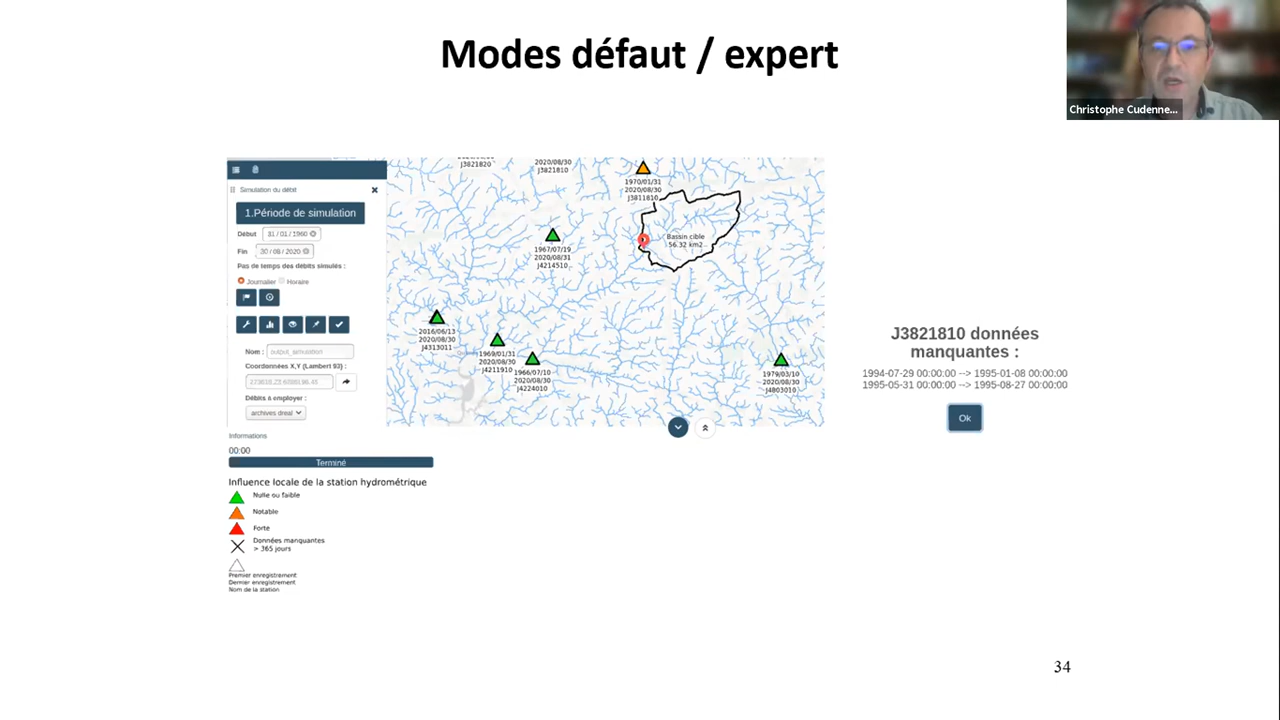 Modes défaut / expert
Christophe Cudenne...
Simulation du débit
1.Période de simulation
Début 31 / 01 / 1960
Fin 30 / 08 / 2020
Pas de temps des débits simulés :
Journalier Horaire
Nom : output_simulation
Coordonnées X,Y (Lambert 93) :
Débits à employer :
archives dreal
J3821820
2020/08/30
J3821810
1970/01/31
2020/08/30
J3811810
Bassin cible
56.32 km2
1967/07/19
2020/08/31
J4214510
2016/06/13
2020/08/30
J4313011
1969/01/31
2020/08/30
J4211910
1966/07/10
2020/08/30
J4224010
1979/03/10
2020/08/30
J4803010
J3821810 données
manquantes :
1994-07-29 00:00:00 --> 1995-01-08 00:00:00
1995-05-31 00:00:00 --> 1995-08-27 00:00:00
Ok
Informations
00:00
Terminé
Influence locale de la station hydrométrique
Nulle ou faible
Notable
Forte
Données manquantes
> 365 jours
Premier enregistrement
Dernier enregistrement
Nom de la station
34